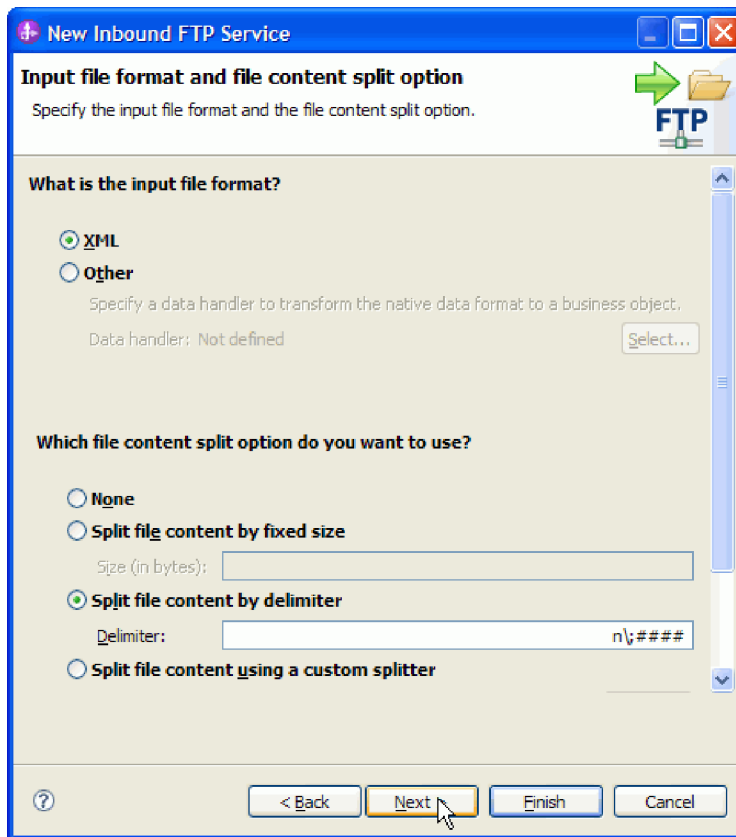 New Inbound FTP Service
Input file format and file content split option
Specify the input file format and the file content split option.
FTP
What is the input file format?
XML
Other
Specify a data handler to transform the native data format to a business object.
Data handler: Not defined
Select...
Which file content split option do you want to use?
None
Split file content by fixed size
Size (in bytes):
Split file content by delimiter
Delimiter: n\;####
Split file content using a custom splitter
?
< Back
Next >
Finish
Cancel